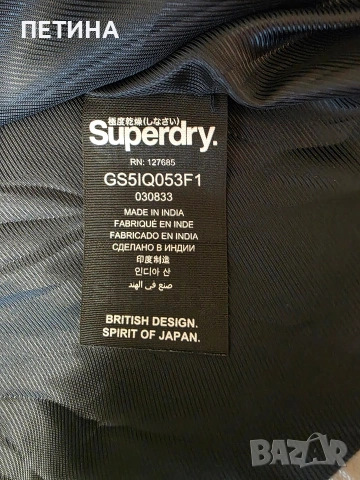 ПЕТИНА
極度乾燥(しなさい)
Superdry.
RN: 127685
GS5IQ053F1
030833
MADE IN INDIA
FABRIQUÉ EN INDE
FABRICADO EN INDIA
СДЕЛАНО В ИНДИИ
印度制造
인디아 산
صنع في الهند
BRITISH DESIGN.
SPIRIT OF JAPAN.
BAZAR
bg